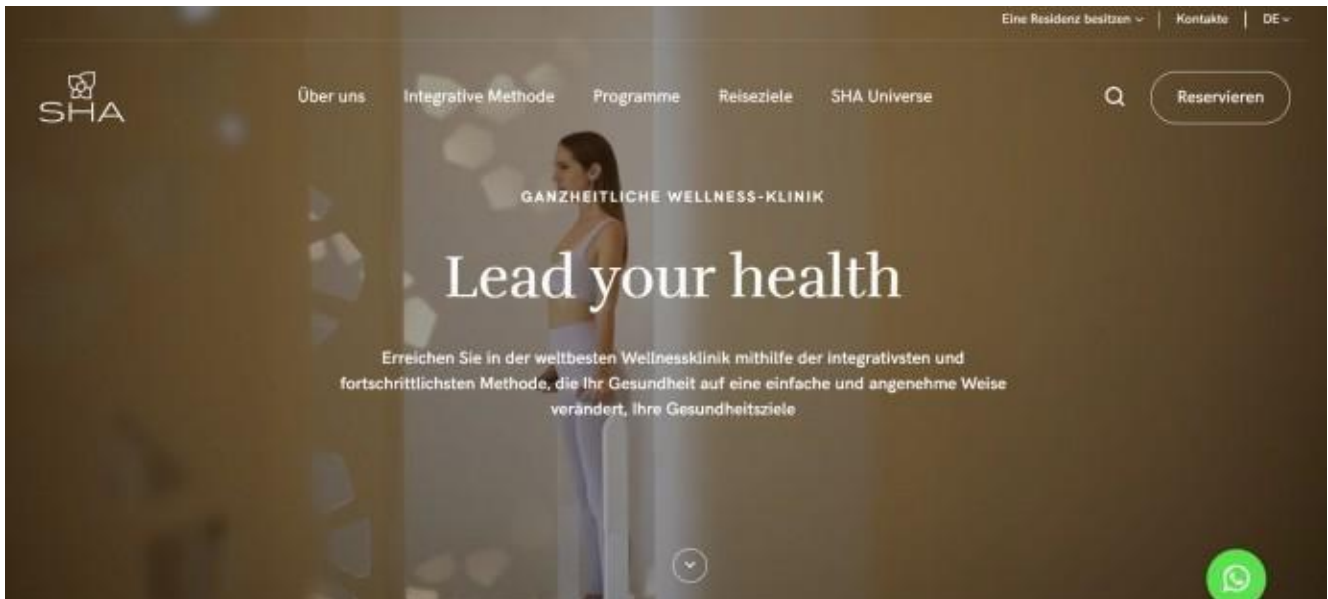 Eine Residenz besitzen
Kontakte
DE
SHA
Über uns
Integrative Methode
Programme
Reiseziele
SHA Universe
Reservieren
GANZHEITLICHE WELLNESS-KLINIK
Lead your health
Erreichen Sie in der weltbesten Wellnessklinik mithilfe der integrativsten und
fortschrittlichsten Methode, die Ihr Gesundheit auf eine einfache und angenehme Weise
verändert, Ihre Gesundheitsziele